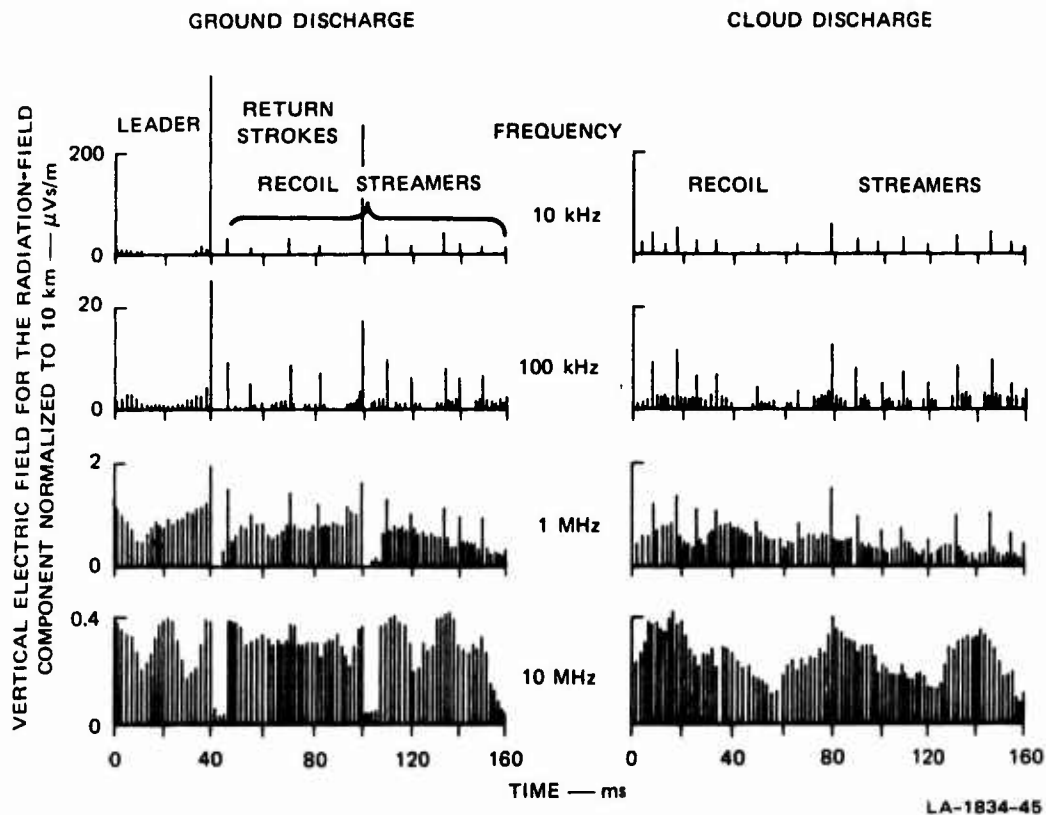 GROUND DISCHARGE
CLOUD DISCHARGE
VERTICAL ELECTRIC FIELD FOR THE RADIATION-FIELD
COMPONENT NORMALIZED TO 10 km — μVs/m
LEADER
RETURN
STROKES
FREQUENCY
200
RECOIL STREAMERS
RECOIL STREAMERS
10 kHz
0
20
100 kHz
0
2
1 MHz
0
0.4
10 MHz
0
0 40 80 120 160
0 40 80 120 160
TIME — ms
LA-1834-45